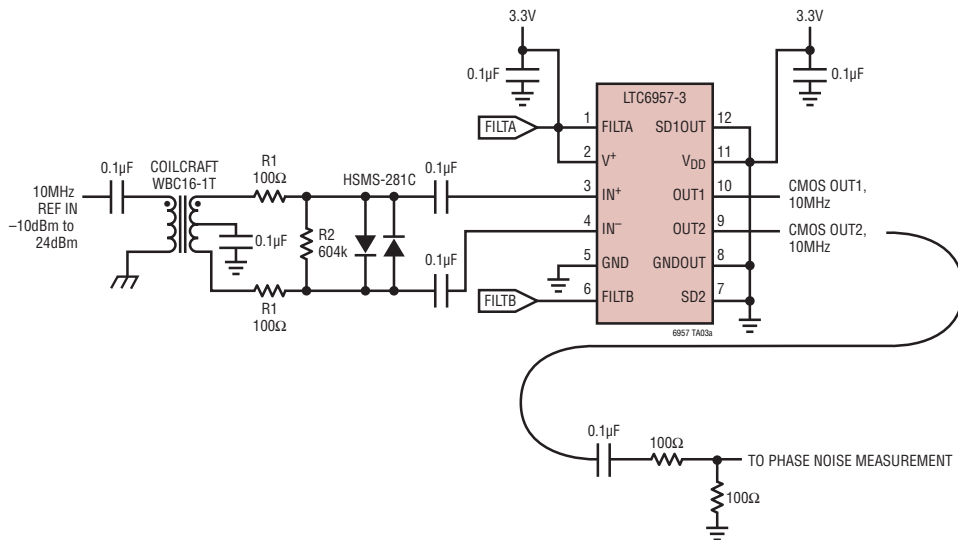 3.3V
3.3V
0.1µF
0.1µF
LTC6957-3
FILTA
1
FILTA
SD1OUT
12
2
V+
VDD
11
10MHz
REF IN
–10dBm to
24dBm
0.1µF
COILCRAFT
WBC16-1T
R1
100Ω
HSMS-281C
0.1µF
3
IN+
OUT1
10
CMOS OUT1,
10MHz
0.1µF
R2
604k
4
IN–
OUT2
9
CMOS OUT2,
10MHz
0.1µF
5
GND
GNDOUT
8
R1
100Ω
FILTB
6
FILTB
SD2
7
6957 TA03a
0.1µF
100Ω
TO PHASE NOISE MEASUREMENT
100Ω